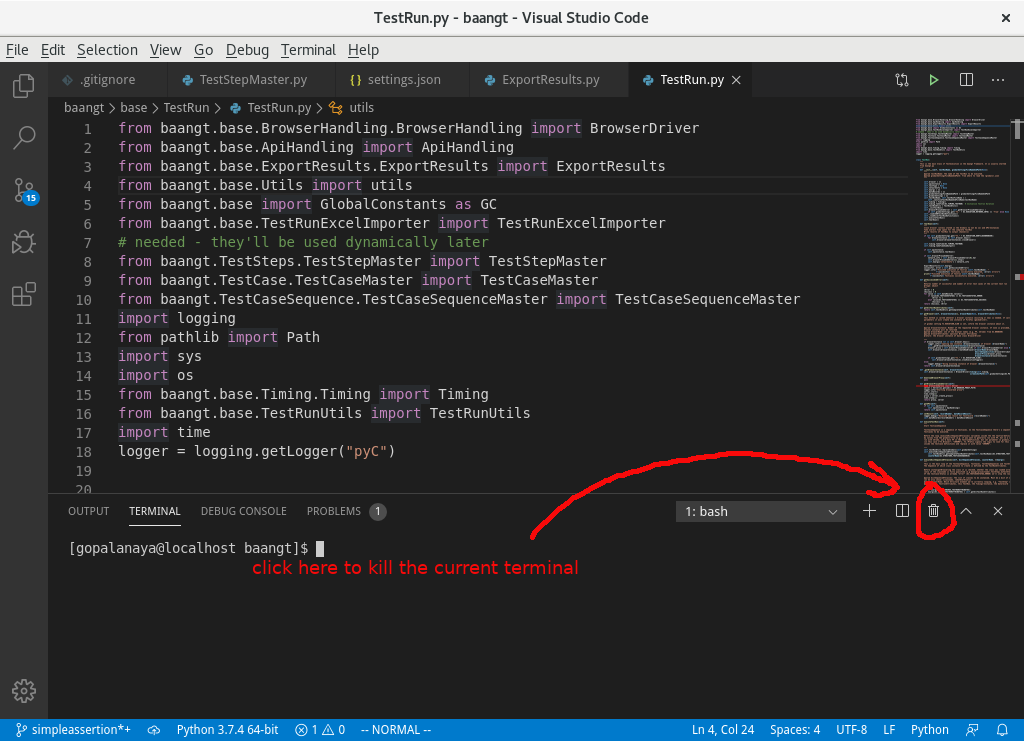 TestRun.py - baangt - Visual Studio Code
File Edit Selection View Go Debug Terminal Help
.gitignore TestStepMaster.py {} settings.json ExportResults.py TestRun.py
baangt > base > TestRun > TestRun.py > utils
15
1 from baangt.base.BrowserHandling.BrowserHandling import BrowserDriver
2 from baangt.base.ApiHandling import ApiHandling
3 from baangt.base.ExportResults.ExportResults import ExportResults
4 from baangt.base.Utils import utils
5 from baangt.base import GlobalConstants as GC
6 from baangt.base.TestRunExcelImporter import TestRunExcelImporter
7 # needed - they'll be used dynamically later
8 from baangt.TestSteps.TestStepMaster import TestStepMaster
9 from baangt.TestCase.TestCaseMaster import TestCaseMaster
10 from baangt.TestCaseSequence.TestCaseSequenceMaster import TestCaseSequenceMaster
11 import logging
12 from pathlib import Path
13 import sys
14 import os
15 from baangt.base.Timing.Timing import Timing
16 from baangt.base.TestRunUtils import TestRunUtils
17 import time
18 logger = logging.getLogger("pyC")
19
20
OUTPUT TERMINAL DEBUG CONSOLE PROBLEMS 1 1: bash
[gopalanaya@localhost baangt]$
click here to kill the current terminal
simpleassertion*+ Python 3.7.4 64-bit 1 0 -- NORMAL -- Ln 4, Col 24 Spaces: 4 UTF-8 LF Python